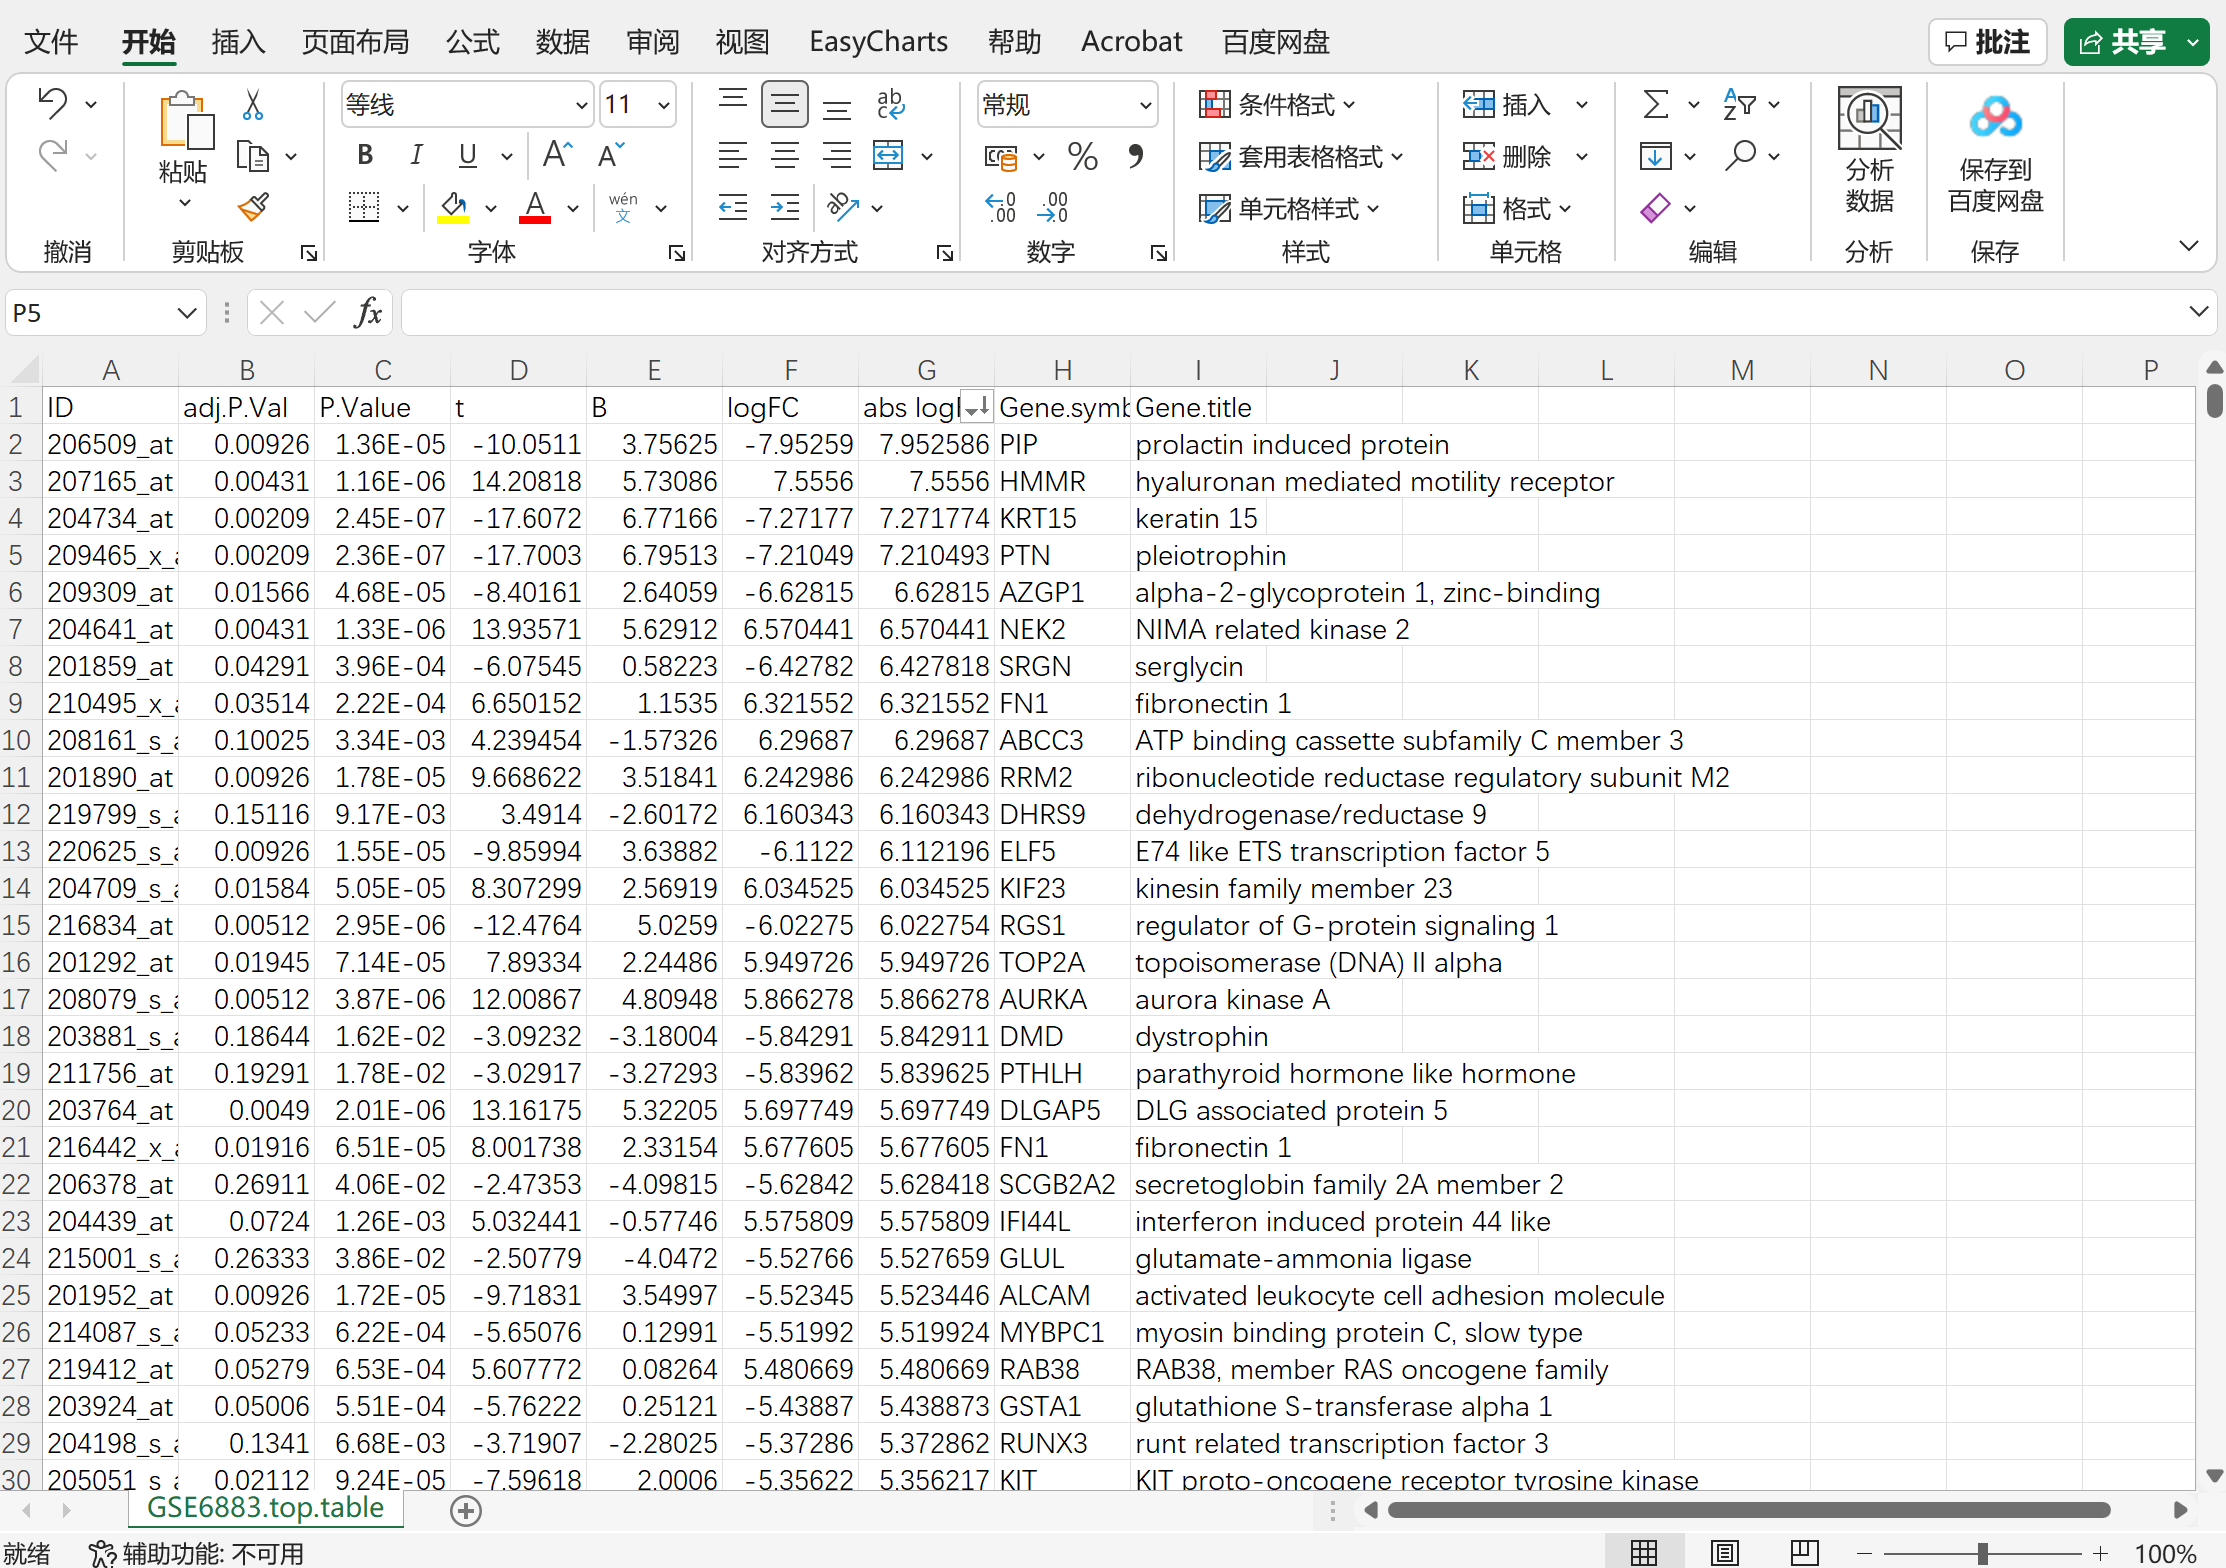 文件 开始 插入 页面布局 公式 数据 审阅 视图 EasyCharts 帮助 Acrobat 百度网盘 批注 共享
等线 11 常规 条件格式 插入
粘贴 B I U A A % 套用表格格式 删除 分析数据 保存到百度网盘
A wén 文 ab .00 .0 单元格样式 格式
撤消 剪贴板 字体 对齐方式 数字 样式 单元格 编辑 分析 保存
P5 fx
A B C D E F G H I J K L M N O P
1 ID adj.P.Val P.Value t B logFC abs log Gene.symb Gene.title
2 206509_at 0.00926 1.36E-05 -10.0511 3.75625 -7.95259 7.952586 PIP prolactin induced protein
3 207165_at 0.00431 1.16E-06 14.20818 5.73086 7.5556 7.5556 HMMR hyaluronan mediated motility receptor
4 204734_at 0.00209 2.45E-07 -17.6072 6.77166 -7.27177 7.271774 KRT15 keratin 15
5 209465_x_a 0.00209 2.36E-07 -17.7003 6.79513 -7.21049 7.210493 PTN pleiotrophin
6 209309_at 0.01566 4.68E-05 -8.40161 2.64059 -6.62815 6.62815 AZGP1 alpha-2-glycoprotein 1, zinc-binding
7 204641_at 0.00431 1.33E-06 13.93571 5.62912 6.570441 6.570441 NEK2 NIMA related kinase 2
8 201859_at 0.04291 3.96E-04 -6.07545 0.58223 -6.42782 6.427818 SRGN serglycin
9 210495_x_a 0.03514 2.22E-04 6.650152 1.1535 6.321552 6.321552 FN1 fibronectin 1
10 208161_s_a 0.10025 3.34E-03 4.239454 -1.57326 6.29687 6.29687 ABCC3 ATP binding cassette subfamily C member 3
11 201890_at 0.00926 1.78E-05 9.668622 3.51841 6.242986 6.242986 RRM2 ribonucleotide reductase regulatory subunit M2
12 219799_s_a 0.15116 9.17E-03 3.4914 -2.60172 6.160343 6.160343 DHRS9 dehydrogenase/reductase 9
13 220625_s_a 0.00926 1.55E-05 -9.85994 3.63882 -6.1122 6.112196 ELF5 E74 like ETS transcription factor 5
14 204709_s_a 0.01584 5.05E-05 8.307299 2.56919 6.034525 6.034525 KIF23 kinesin family member 23
15 216834_at 0.00512 2.95E-06 -12.4764 5.0259 -6.02275 6.022754 RGS1 regulator of G-protein signaling 1
16 201292_at 0.01945 7.14E-05 7.89334 2.24486 5.949726 5.949726 TOP2A topoisomerase (DNA) II alpha
17 208079_s_a 0.00512 3.87E-06 12.00867 4.80948 5.866278 5.866278 AURKA aurora kinase A
18 203881_s_a 0.18644 1.62E-02 -3.09232 -3.18004 -5.84291 5.842911 DMD dystrophin
19 211756_at 0.19291 1.78E-02 -3.02917 -3.27293 -5.83962 5.839625 PTHLH parathyroid hormone like hormone
20 203764_at 0.0049 2.01E-06 13.16175 5.32205 5.697749 5.697749 DLGAP5 DLG associated protein 5
21 216442_x_a 0.01916 6.51E-05 8.001738 2.33154 5.677605 5.677605 FN1 fibronectin 1
22 206378_at 0.26911 4.06E-02 -2.47353 -4.09815 -5.62842 5.628418 SCGB2A2 secretoglobin family 2A member 2
23 204439_at 0.0724 1.26E-03 5.032441 -0.57746 5.575809 5.575809 IFI44L interferon induced protein 44 like
24 215001_s_a 0.26333 3.86E-02 -2.50779 -4.0472 -5.52766 5.527659 GLUL glutamate-ammonia ligase
25 201952_at 0.00926 1.72E-05 -9.71831 3.54997 -5.52345 5.523446 ALCAM activated leukocyte cell adhesion molecule
26 214087_s_a 0.05233 6.22E-04 -5.65076 0.12991 -5.51992 5.519924 MYBPC1 myosin binding protein C, slow type
27 219412_at 0.05279 6.53E-04 5.607772 0.08264 5.480669 5.480669 RAB38 RAB38, member RAS oncogene family
28 203924_at 0.05006 5.51E-04 -5.76222 0.25121 -5.43887 5.438873 GSTA1 glutathione S-transferase alpha 1
29 204198_s_a 0.1341 6.68E-03 -3.71907 -2.28025 -5.37286 5.372862 RUNX3 runt related transcription factor 3
30 205051_s_a 0.02112 9.24E-05 -7.59618 2.0006 -5.35622 5.356217 KIT KIT proto-oncogene receptor tyrosine kinase
GSE6883.top.table
就绪 辅助功能: 不可用 100%